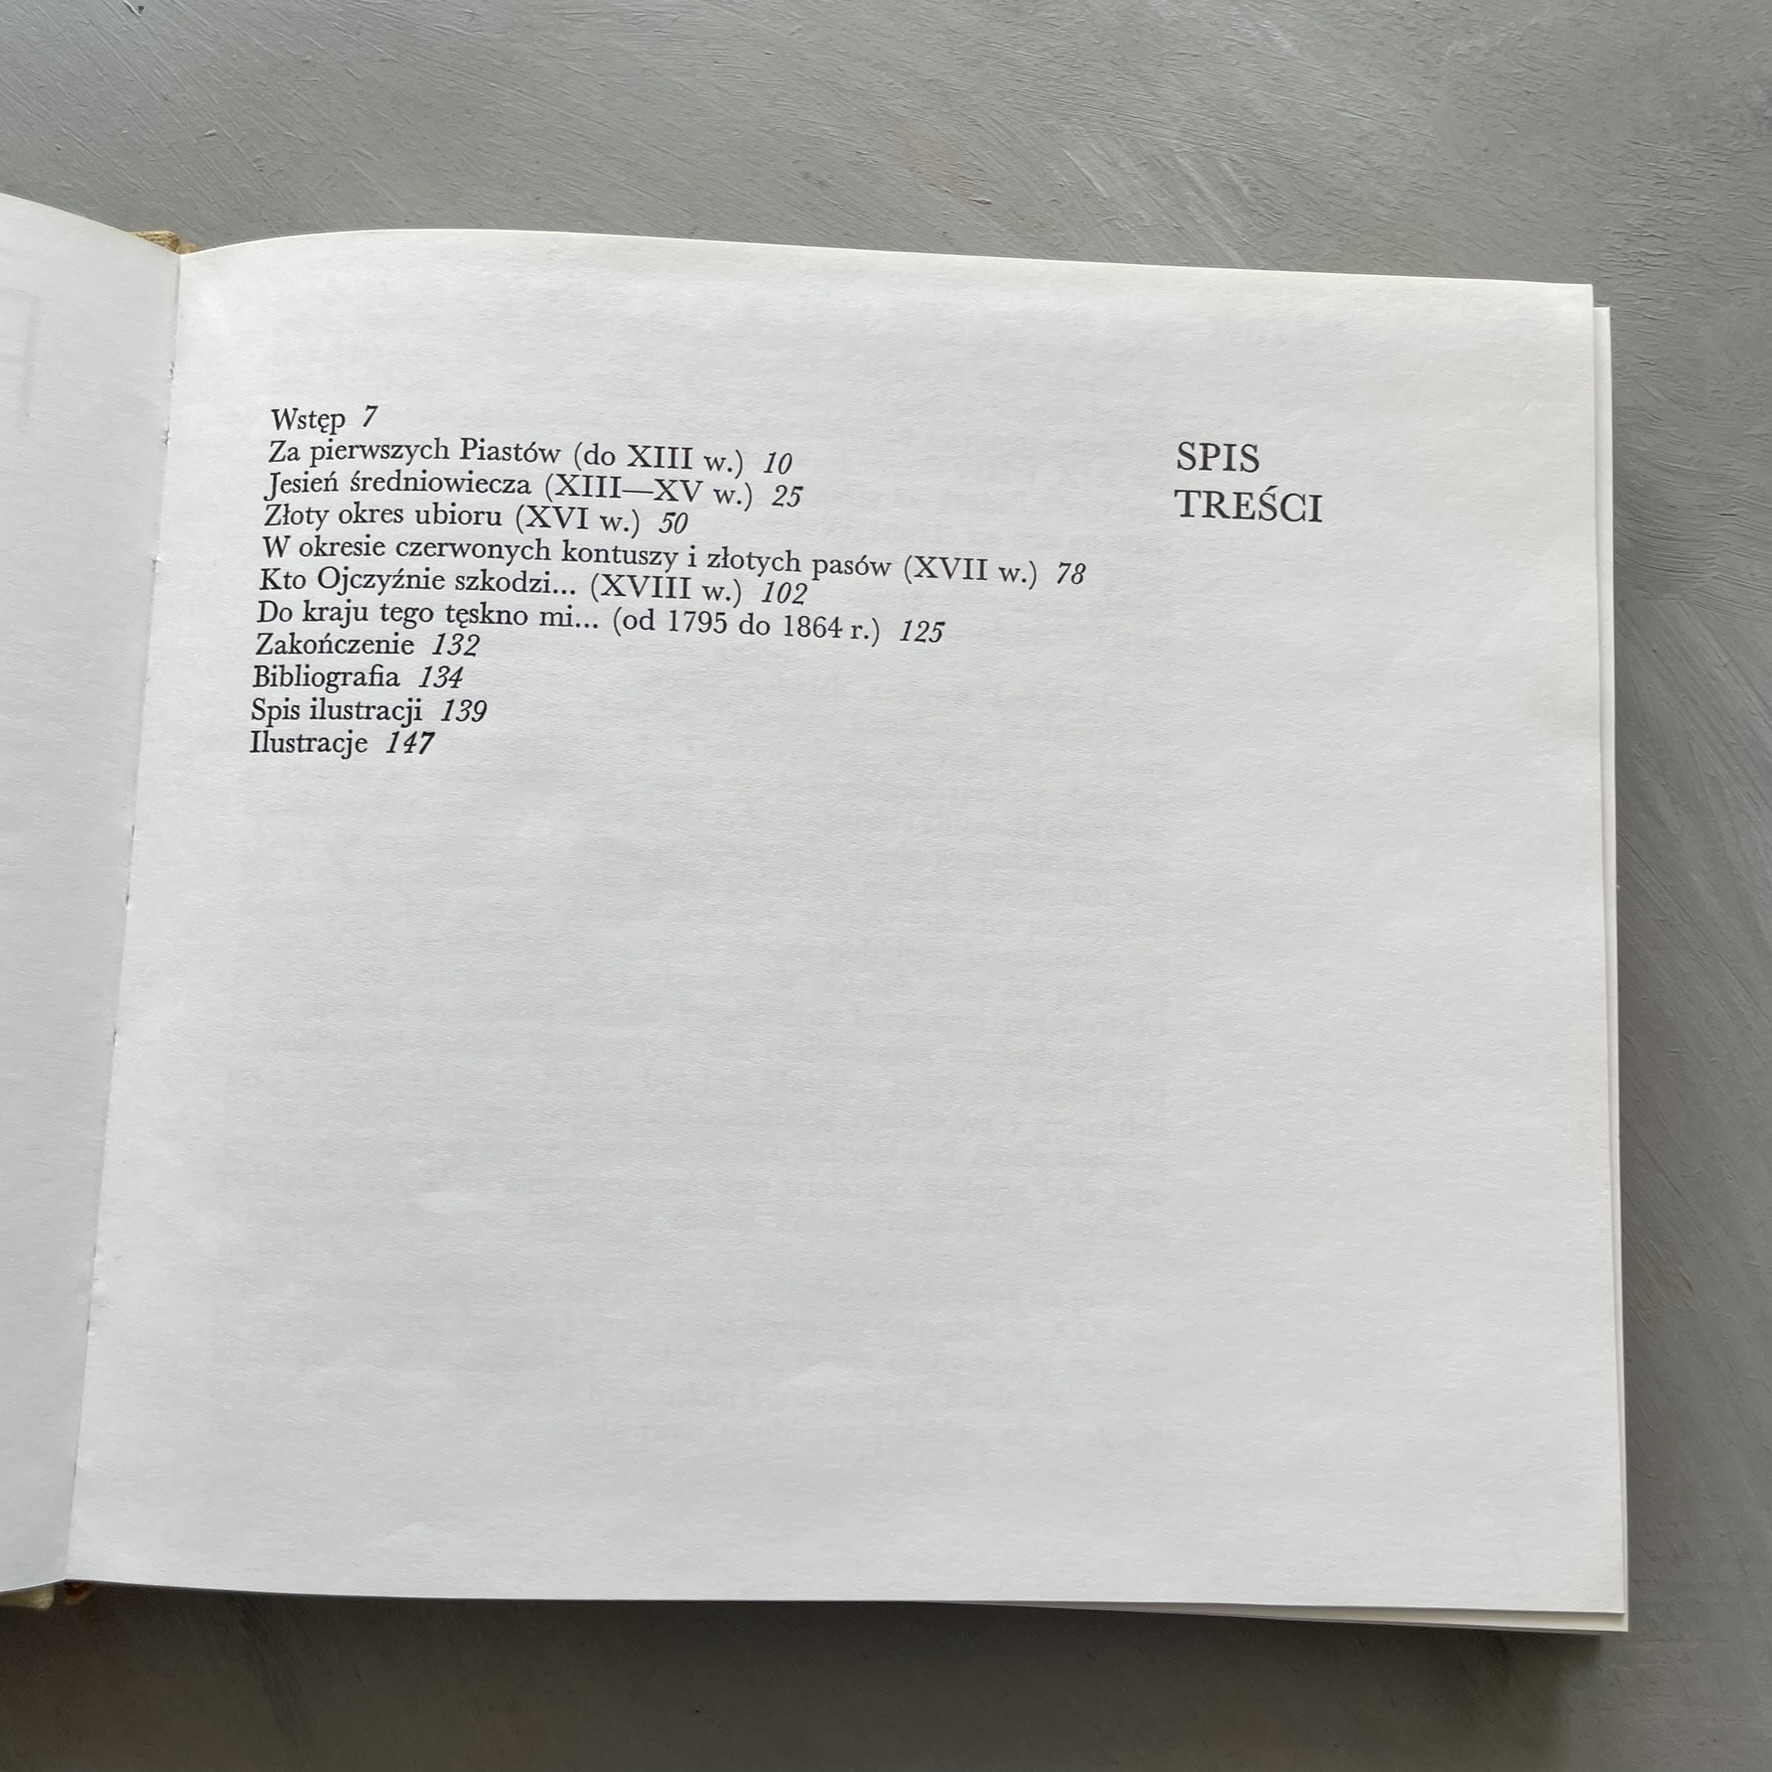 SPIS
TREŚCI
Wstęp 7
Za pierwszych Piastów (do XIII w.) 10
Jesień średniowiecza (XIII—XV w.) 25
Złoty okres ubioru (XVI w.) 50
W okresie czerwonych kontuszy i złotych pasów (XVII w.) 78
Kto Ojczyźnie szkodzi... (XVIII w.) 102
Do kraju tego tęskno mi... (od 1795 do 1864 r.) 125
Zakończenie 132
Bibliografia 134
Spis ilustracji 139
Ilustracje 147